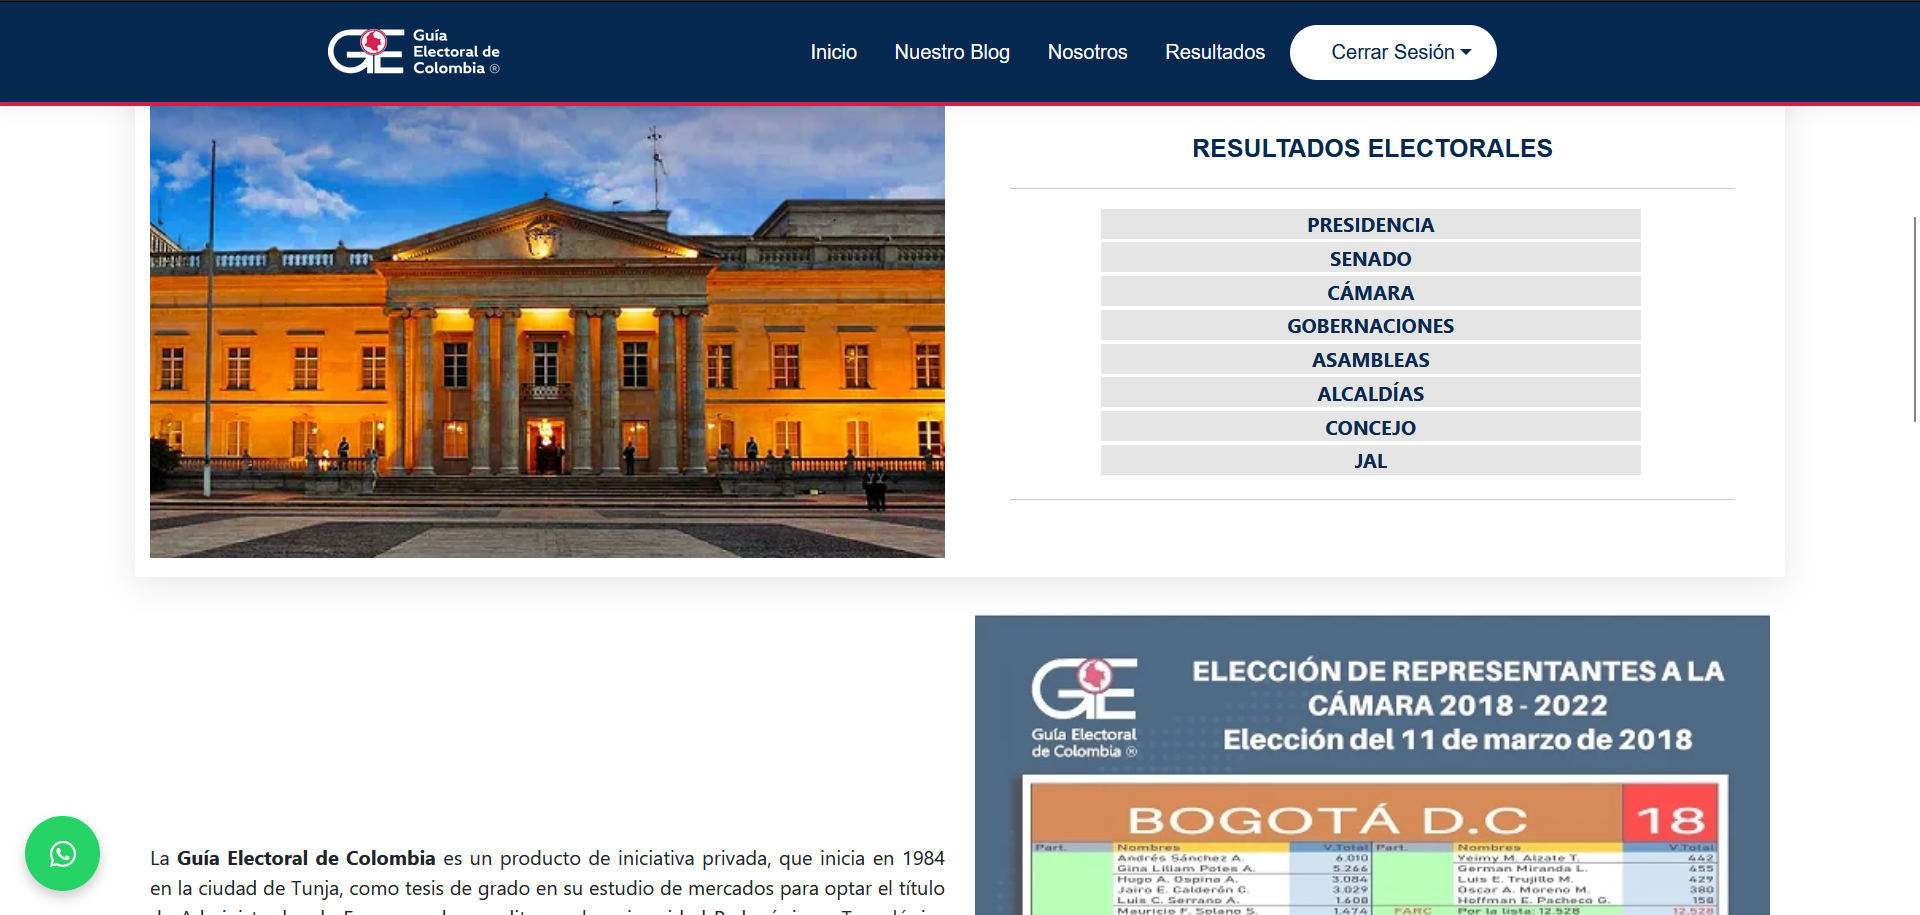 Guía
Electoral de
Colombia ®
Inicio
Nuestro Blog
Nosotros
Resultados
Cerrar Sesión
RESULTADOS ELECTORALES
PRESIDENCIA
SENADO
CÁMARA
GOBERNACIONES
ASAMBLEAS
ALCALDÍAS
CONCEJO
JAL
La Guía Electoral de Colombia es un producto de iniciativa privada, que inicia en 1984
en la ciudad de Tunja, como tesis de grado en su estudio de mercados para optar el título
GE
Guía Electoral
de Colombia ®
ELECCIÓN DE REPRESENTANTES A LA
CÁMARA 2018 - 2022
Elección del 11 de marzo de 2018
BOGOTÁ D.C 18
Part. Nombres V.Total Part. Nombres V.Total
Andrés Sánchez A. 6.010 Yeimy M. Alzate T. 442
Gina Liliam Potes A. 5.266 German Miranda L. 455
Hugo A. Ospina A. 3.084 Luis E. Trujillo M. 429
Jairo E. Calderón C. 3.029 Oscar A. Moreno M. 380
Luis C. Serrano A. 1.608 Hoffman E. Pacheco G. 158
Mauricio F. Solano S. 1.474 FARC Por la lista: 12.528 12.528